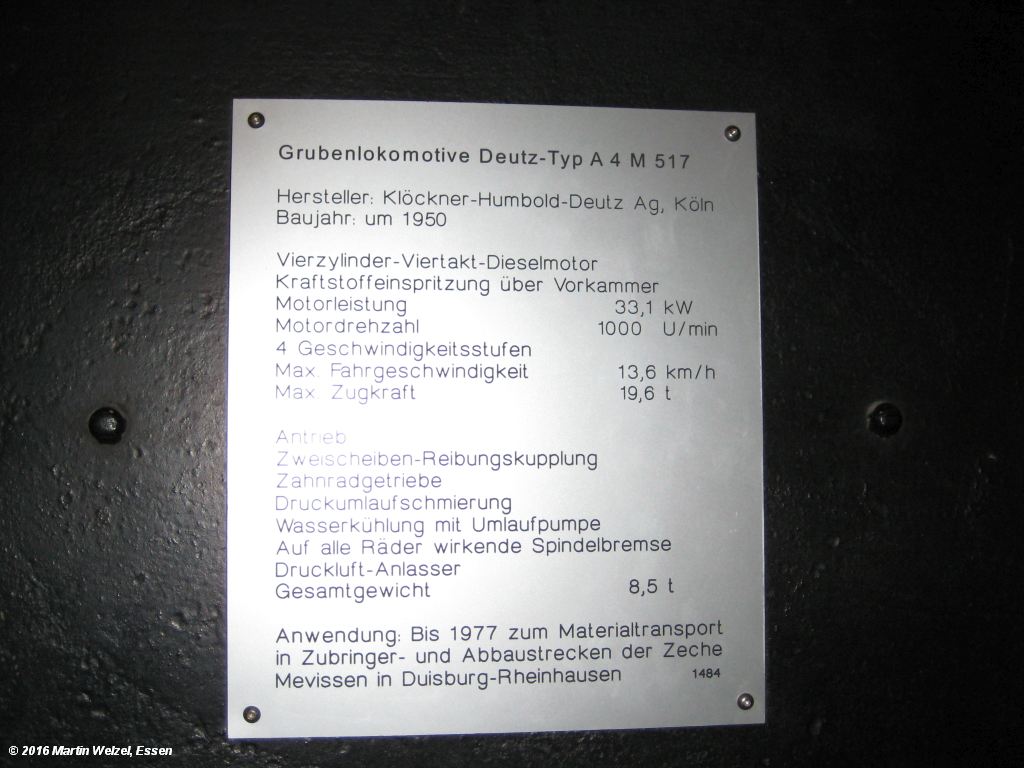 Grubenlokomotive Deutz-Typ A 4 M 517
Hersteller: Klöckner-Humbold-Deutz Ag, Köln
Baujahr: um 1950
Vierzylinder-Viertakt-Dieselmotor
Kraftstoffeinspritzung über Vorkammer
Motorleistung 33,1 kW
Motordrehzahl 1000 U/min
4 Geschwindigkeitsstufen
Max. Fahrgeschwindigkeit 13,6 km/h
Max. Zugkraft 19,6 t
Antrieb
Zweischeiben-Reibungskupplung
Zahnradgetriebe
Druckumlaufschmierung
Wasserkühlung mit Umlaufpumpe
Auf alle Räder wirkende Spindelbremse
Druckluft-Anlasser
Gesamtgewicht 8,5 t
Anwendung: Bis 1977 zum Materialtransport
in Zubringer- und Abbaustrecken der Zeche
Mevissen in Duisburg-Rheinhausen 1484
© 2016 Martin Welzel, Essen